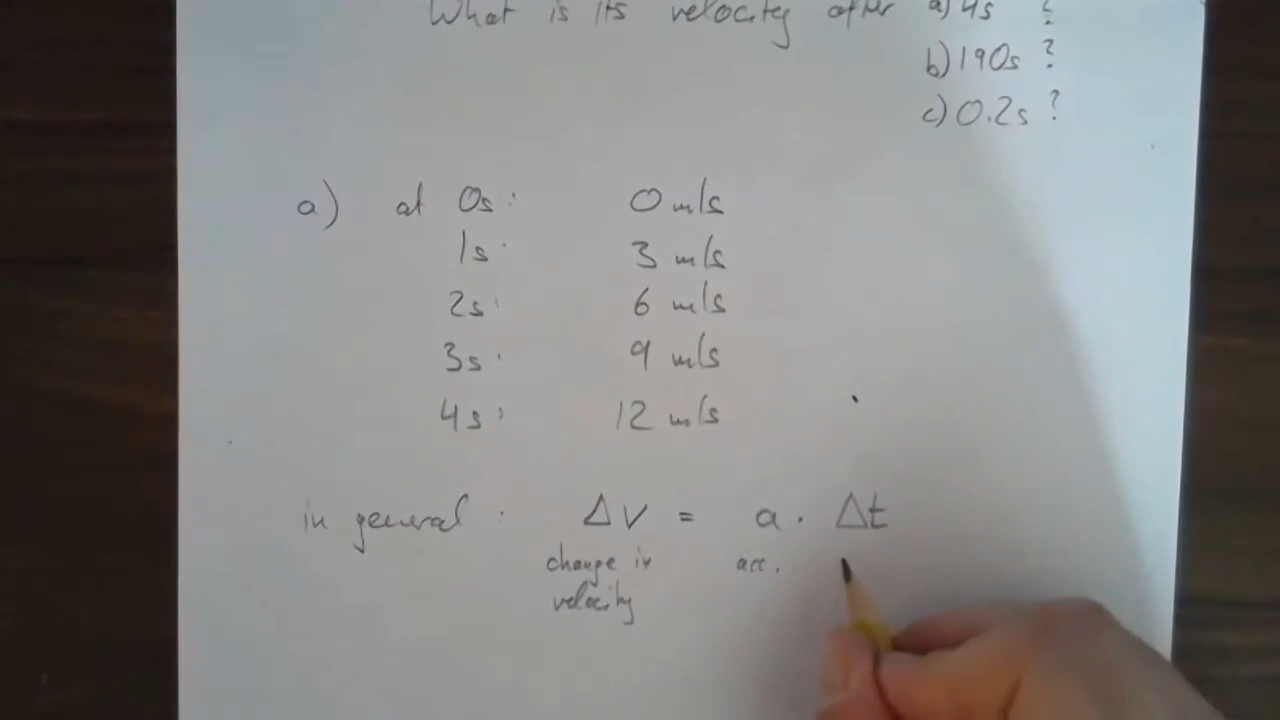 What is its velocity after a) 4s ?
b) 190s ?
c) 0.2s ?
a) at 0s: 0 m/s
1s: 3 m/s
2s: 6 m/s
3s: 9 m/s
4s: 12 m/s
in general : Δv = a · Δt
change in acc.
velocity